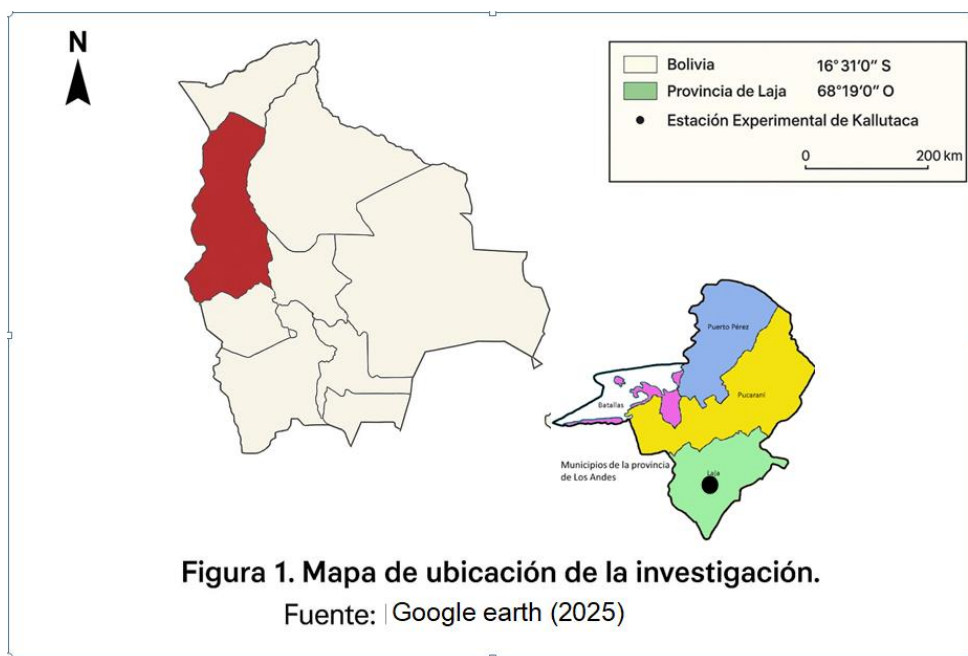 N
Bolivia 16°31'0" S
Provincia de Laja 68°19'0" O
Estación Experimental de Kallutaca
0 200 km
Puerto Pérez
Pucaraní
Batallas
Municipios de la provincia
de Los Andes
Laja
Figura 1. Mapa de ubicación de la investigación.
Fuente: Google earth (2025)